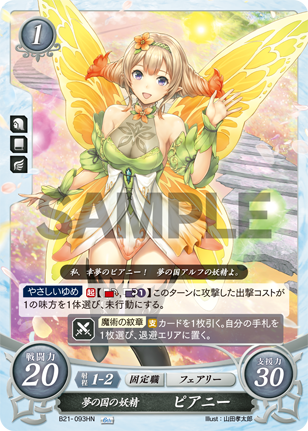 1
SAMPLE
私、幸夢のピアニー！ 夢の国アルフの妖精よ。
やさしいゆめ 起 このターンに攻撃した出撃コストが
1の味方を1体選び、未行動にする。
魔術の紋章 支 カードを1枚引く。自分の手札を
1枚選び、退避エリアに置く。
戦闘力
20
射程 1-2 固定職 フェアリー
支援力
30
夢の国の妖精 ピアニー
B21-093HN
Illust：山田孝太郎